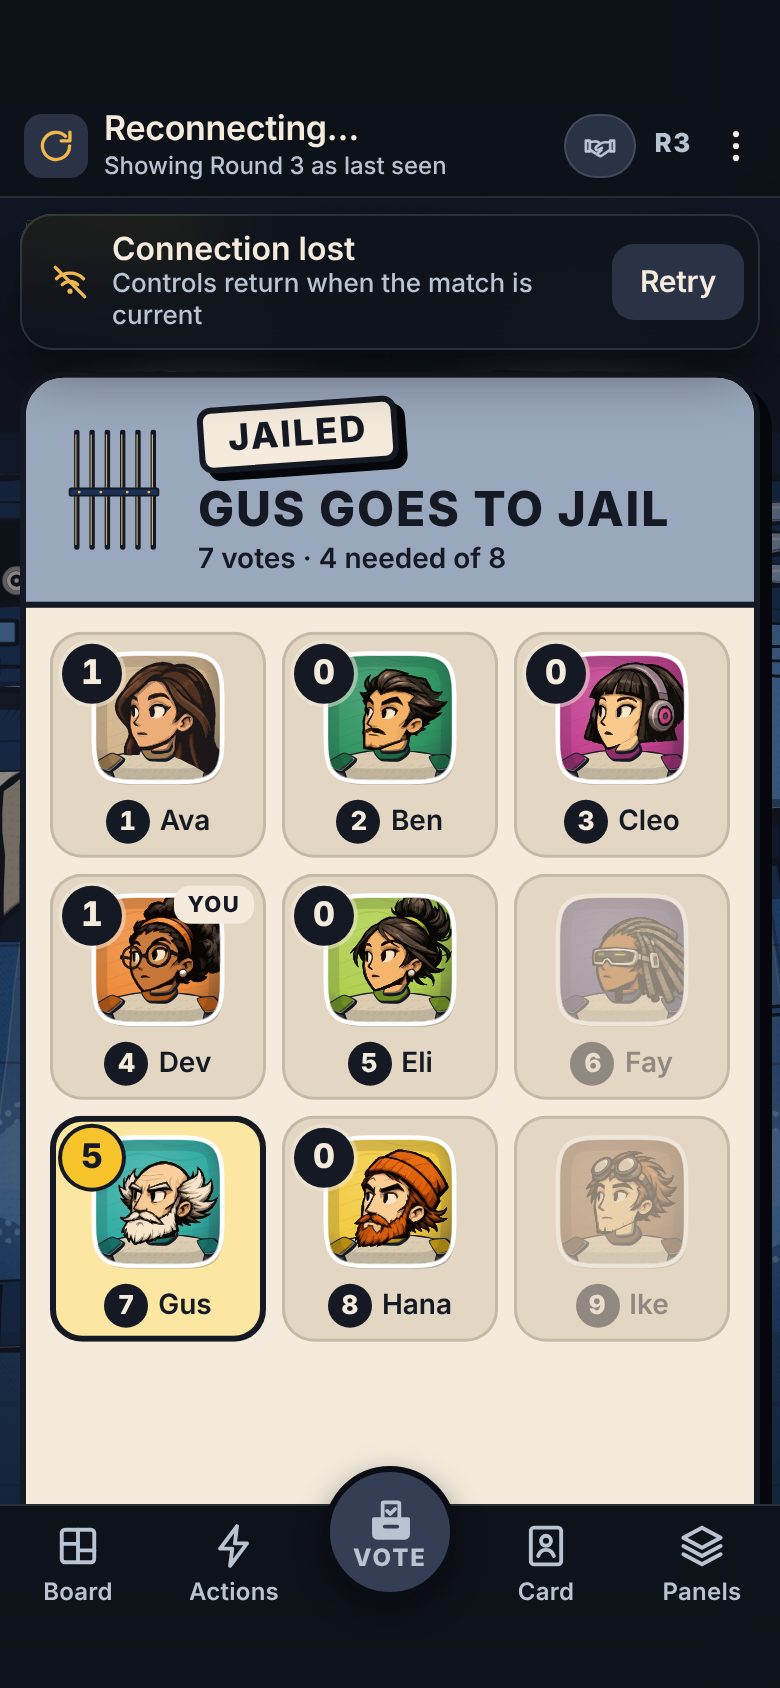 Reconnecting...
Showing Round 3 as last seen
R3
Connection lost
Controls return when the match is
current
Retry
JAILED
GUS GOES TO JAIL
7 votes · 4 needed of 8
1
0
0
1 Ava
2 Ben
3 Cleo
1
YOU
0
4 Dev
5 Eli
6 Fay
5
0
7 Gus
8 Hana
9 Ike
Board
Actions
VOTE
Card
Panels